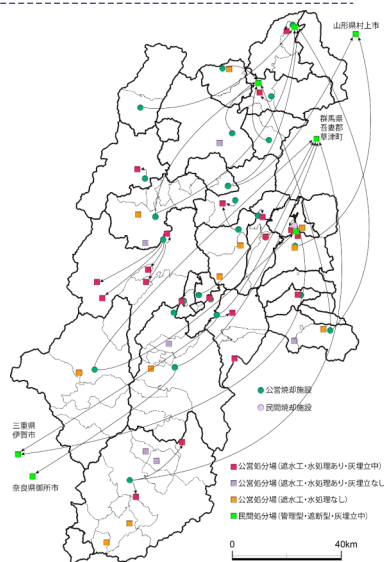 山形県村上市
群馬県
吾妻郡
草津町
公営焼却施設
民間焼却施設
三重県
伊賀市
奈良県御所市
公営処分場(遮水工・水処理あり・灰埋立中)
公営処分場(遮水工・水処理あり・灰埋立なし)
公営処分場(遮水工・水処理なし)
民間処分場(管理型・遮断型・灰埋立中)
0 40km